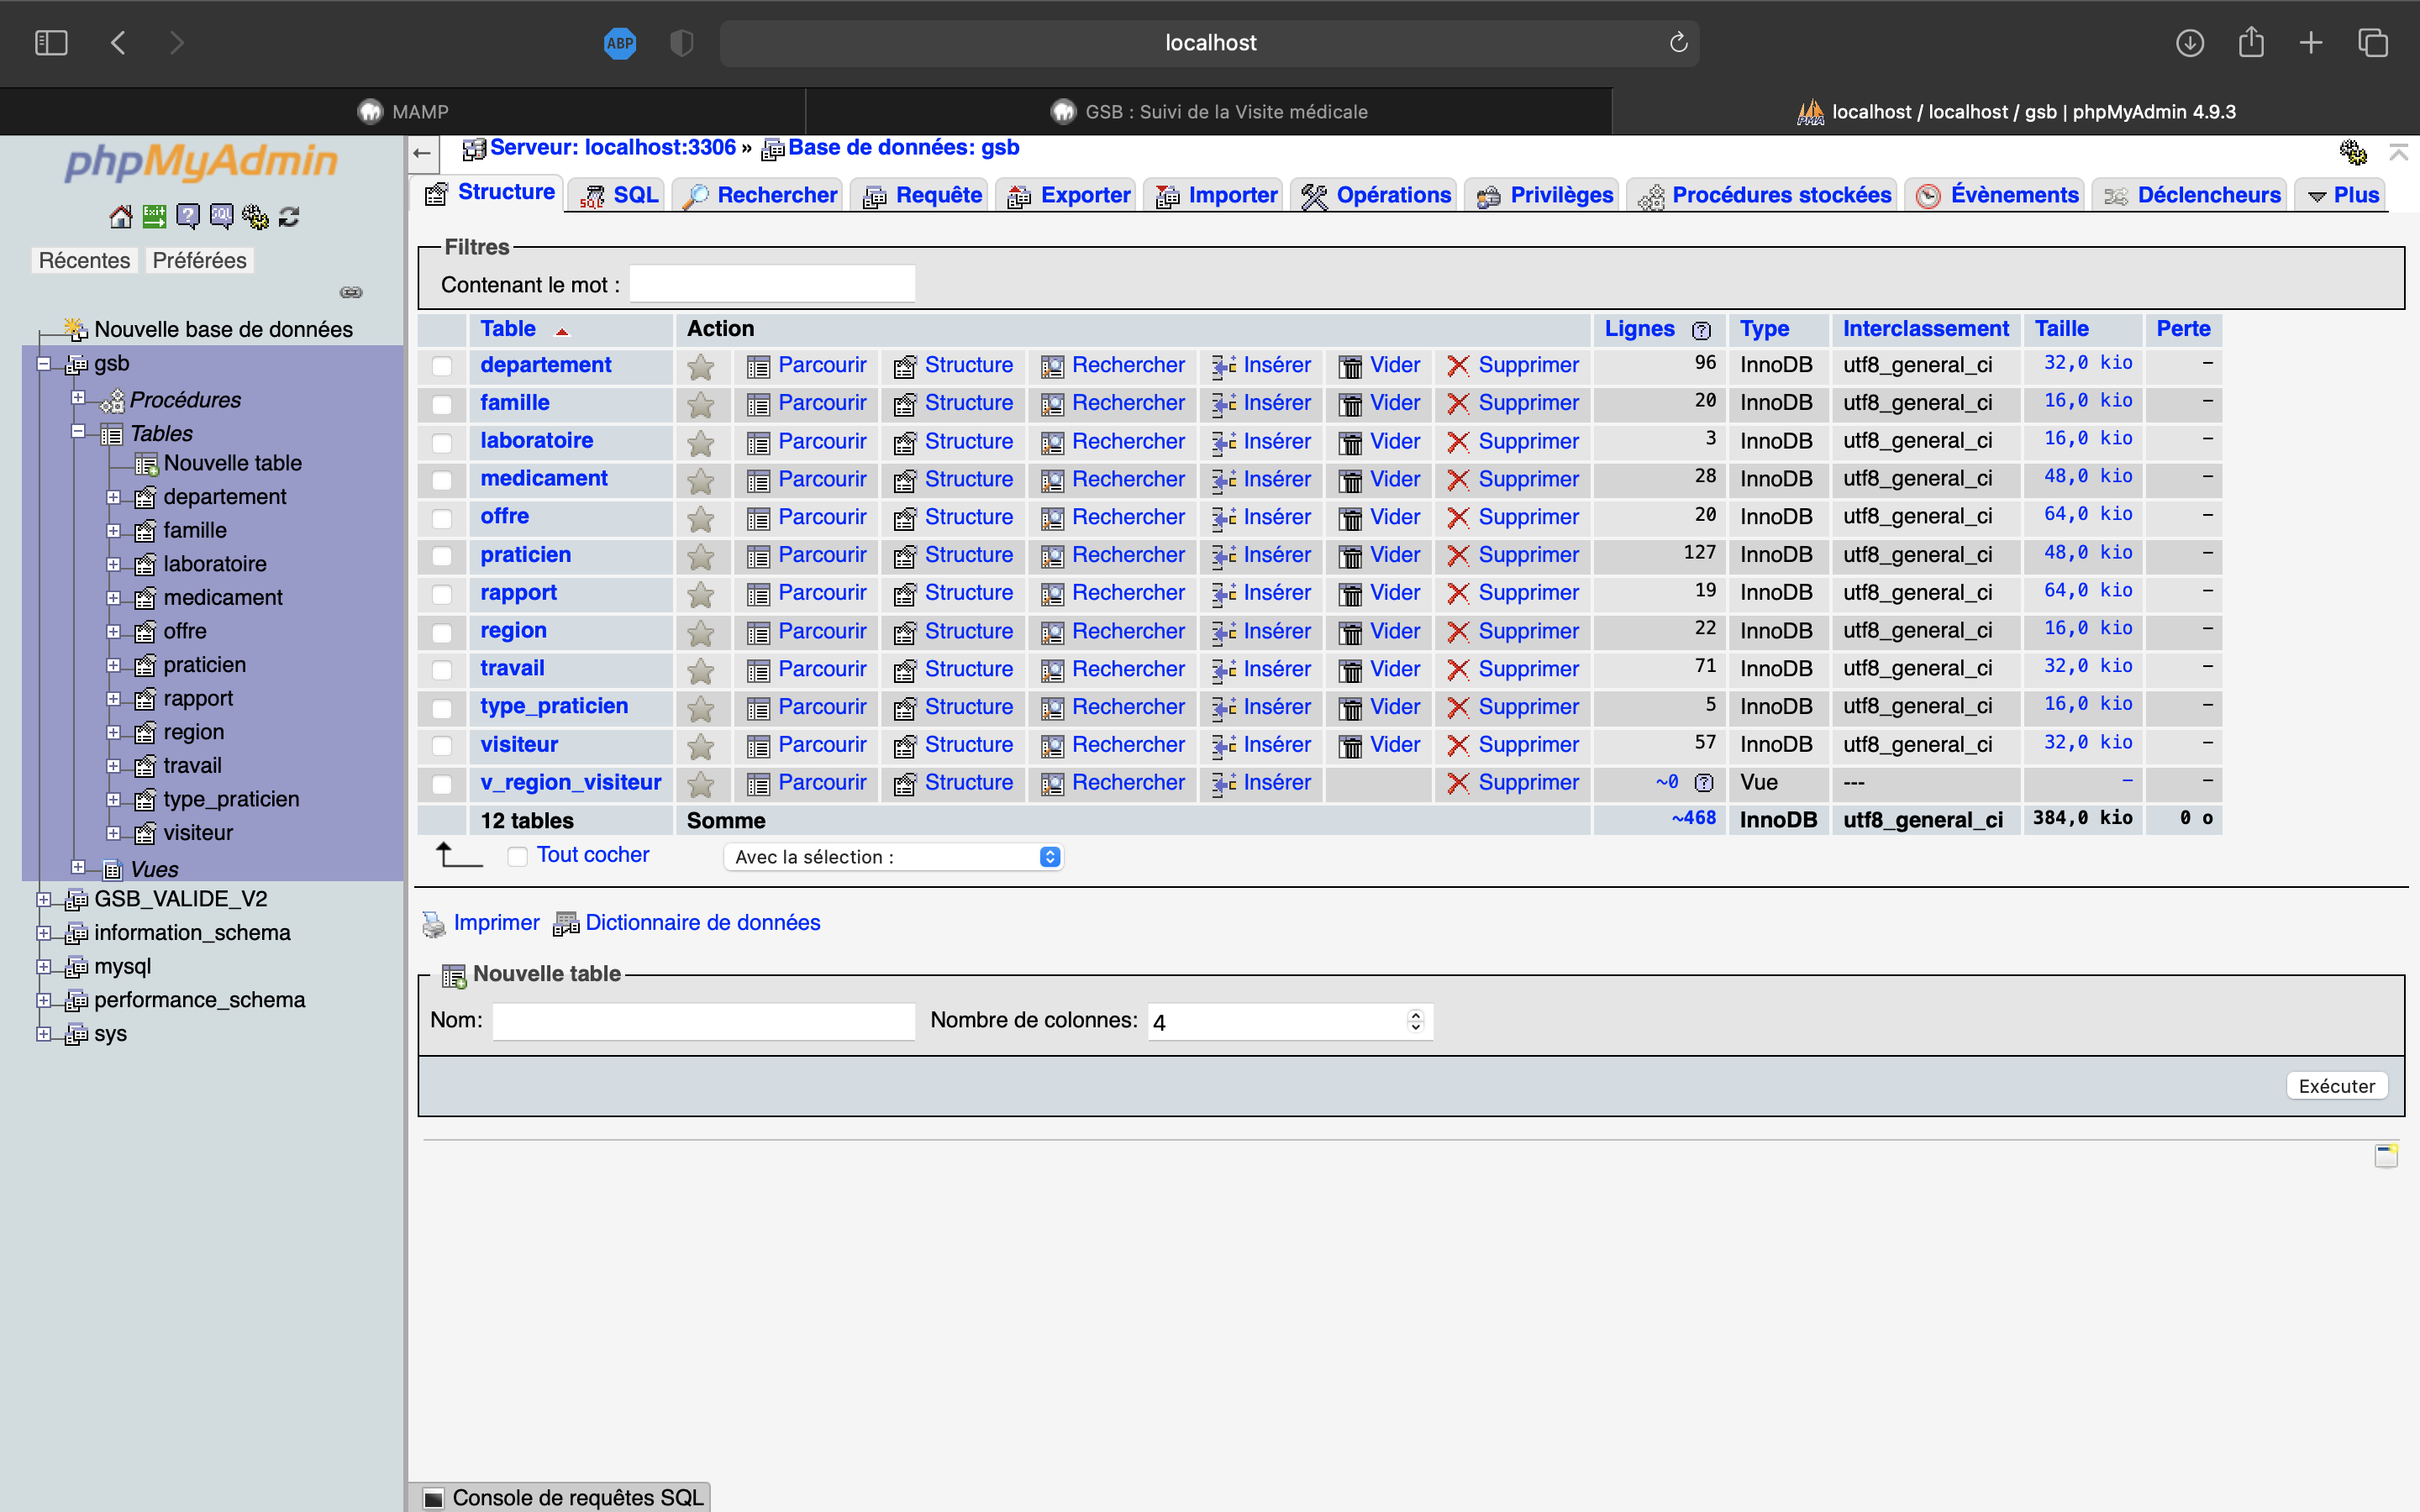 ABP
localhost
MAMP
GSB : Suivi de la Visite médicale
localhost / localhost / gsb | phpMyAdmin 4.9.3
phpMyAdmin
Récentes Préférées
Nouvelle base de données
gsb
Procédures
Tables
Nouvelle table
departement
famille
laboratoire
medicament
offre
praticien
rapport
region
travail
type_praticien
visiteur
Vues
GSB_VALIDE_V2
information_schema
mysql
performance_schema
sys
Serveur: localhost:3306 » Base de données: gsb
Structure SQL Rechercher Requête Exporter Importer Opérations Privilèges Procédures stockées Évènements Déclencheurs Plus
Filtres
Contenant le mot :
Table Action Lignes Type Interclassement Taille Perte
departement Parcourir Structure Rechercher Insérer Vider Supprimer 96 InnoDB utf8_general_ci 32,0 kio –
famille Parcourir Structure Rechercher Insérer Vider Supprimer 20 InnoDB utf8_general_ci 16,0 kio –
laboratoire Parcourir Structure Rechercher Insérer Vider Supprimer 3 InnoDB utf8_general_ci 16,0 kio –
medicament Parcourir Structure Rechercher Insérer Vider Supprimer 28 InnoDB utf8_general_ci 48,0 kio –
offre Parcourir Structure Rechercher Insérer Vider Supprimer 20 InnoDB utf8_general_ci 64,0 kio –
praticien Parcourir Structure Rechercher Insérer Vider Supprimer 127 InnoDB utf8_general_ci 48,0 kio –
rapport Parcourir Structure Rechercher Insérer Vider Supprimer 19 InnoDB utf8_general_ci 64,0 kio –
region Parcourir Structure Rechercher Insérer Vider Supprimer 22 InnoDB utf8_general_ci 16,0 kio –
travail Parcourir Structure Rechercher Insérer Vider Supprimer 71 InnoDB utf8_general_ci 32,0 kio –
type_praticien Parcourir Structure Rechercher Insérer Vider Supprimer 5 InnoDB utf8_general_ci 16,0 kio –
visiteur Parcourir Structure Rechercher Insérer Vider Supprimer 57 InnoDB utf8_general_ci 32,0 kio –
v_region_visiteur Parcourir Structure Rechercher Insérer Supprimer ~0 Vue --- – –
12 tables Somme ~468 InnoDB utf8_general_ci 384,0 kio 0 o
Tout cocher Avec la sélection :
Imprimer Dictionnaire de données
Nouvelle table
Nom: Nombre de colonnes: 4
Exécuter
Console de requêtes SQL